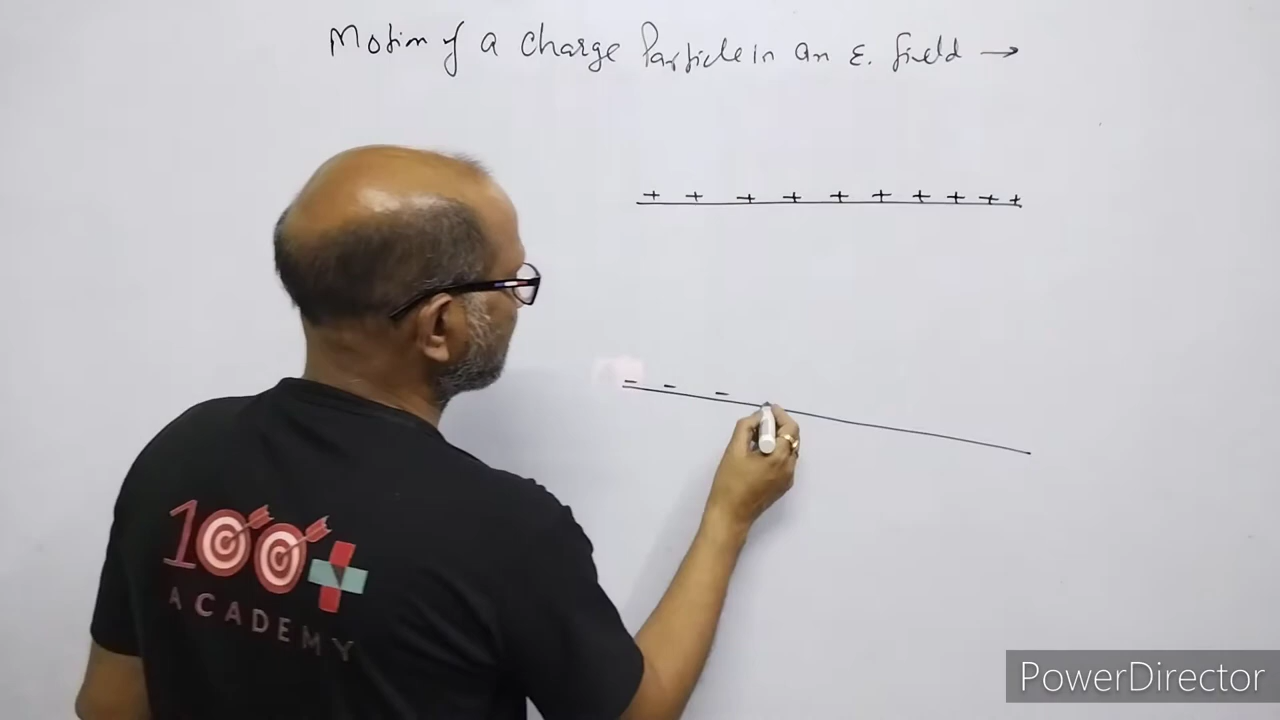 Motion of a Charge Particle in an E. field →
+ + + + + + + + + +
- - -
100+
ACADEMY
PowerDirector